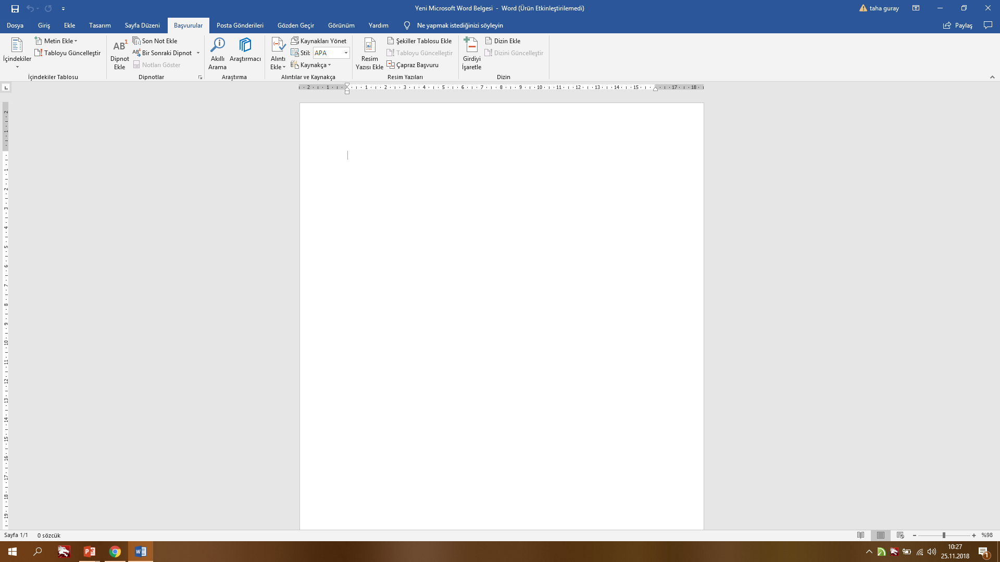 Yeni Microsoft Word Belgesi  -  Word (Ürün Etkinleştirilemedi)
taha guray
Dosya Giriş Ekle Tasarım Sayfa Düzeni Başvurular Posta Gönderileri Gözden Geçir Görünüm Yardım Ne yapmak istediğinizi söyleyin Paylaş
İçindekiler
Metin Ekle
Tabloyu Güncelleştir
İçindekiler Tablosu
AB1
Dipnot
Ekle
Son Not Ekle
Bir Sonraki Dipnot
Notları Göster
Dipnotlar
Akıllı
Arama
Araştırmacı
Araştırma
Alıntı
Ekle
Kaynakları Yönet
Stil: APA
Kaynakça
Alıntılar ve Kaynakça
Resim
Yazısı Ekle
Şekiller Tablosu Ekle
Tabloyu Güncelleştir
Çapraz Başvuru
Resim Yazıları
Girdiyi
İşaretle
Dizin Ekle
Dizini Güncelleştir
Dizin
2 1 1 2 3 4 5 6 7 8 9 10 11 12 13 14 15 17 18
2
1
1
2
3
4
5
6
7
8
9
10
11
12
13
14
15
16
17
18
19
Sayfa 1/1 0 sözcük
%98
10:27
25.11.2018
1